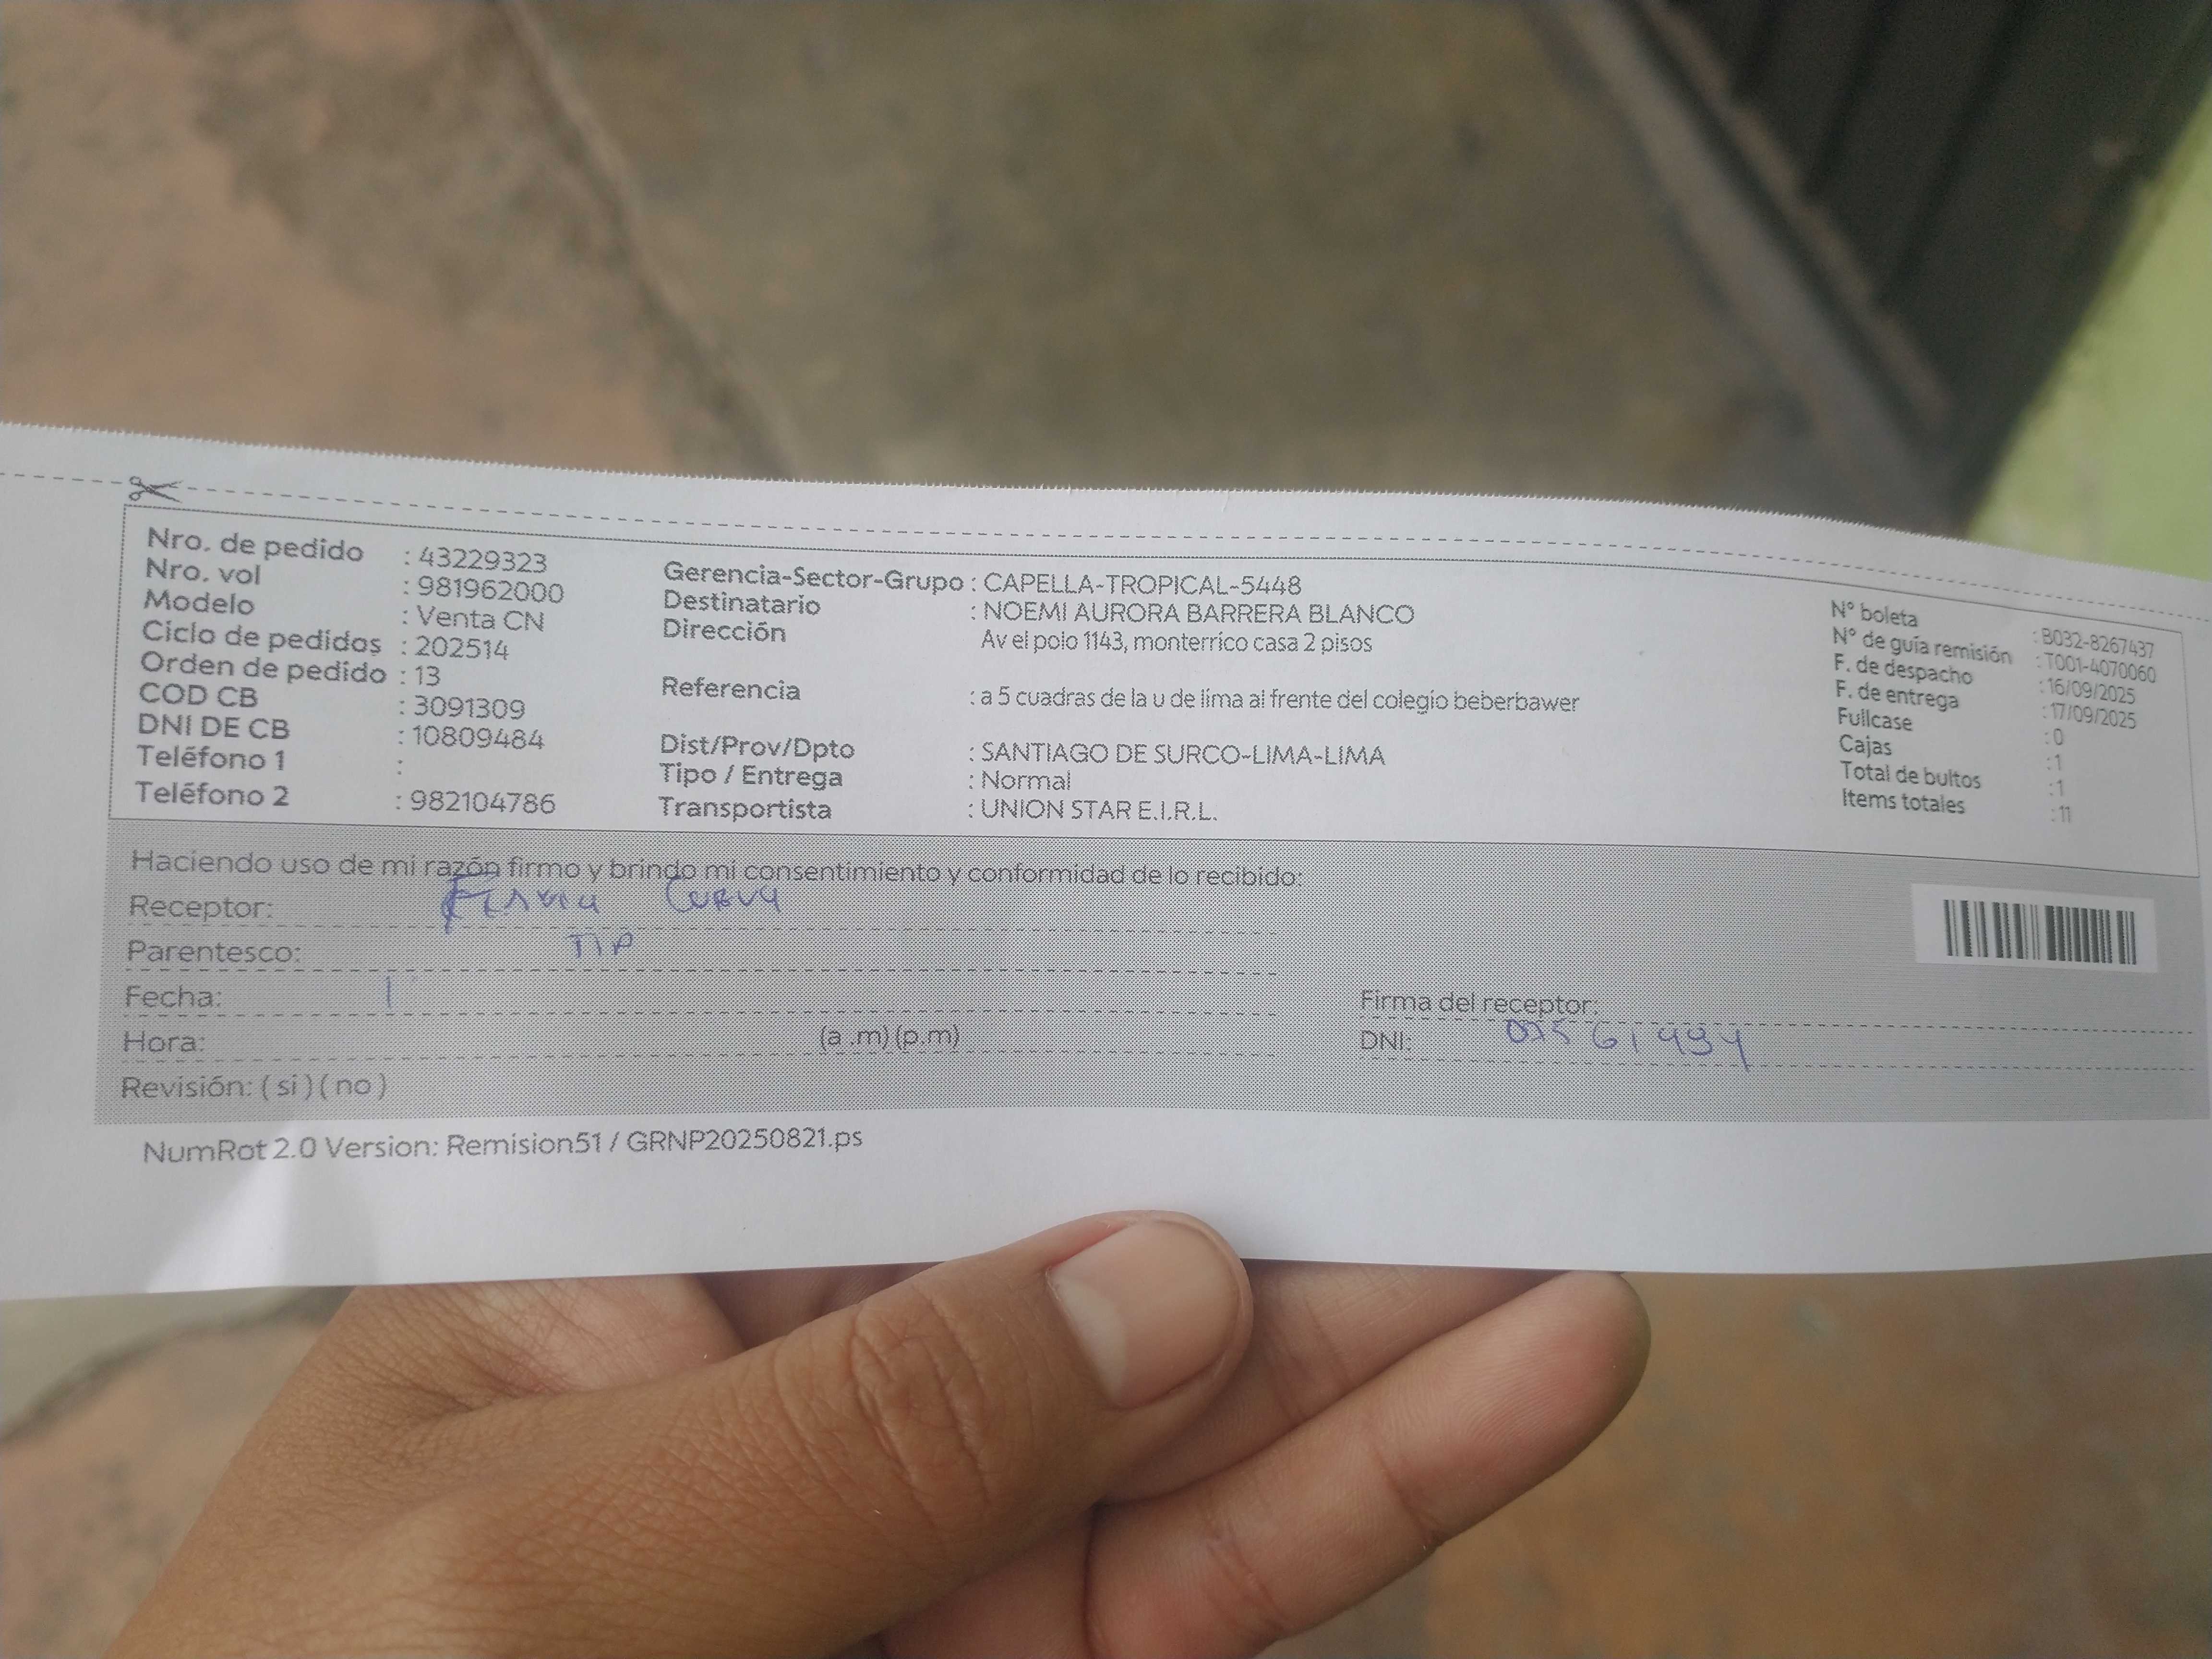 Nro. de pedido : 43229323
Nro. vol : 981962000
Modelo : Venta CN
Ciclo de pedidos : 202514
Orden de pedido : 13
COD CB : 3091309
DNI DE CB : 10809484
Teléfono 1 :
Teléfono 2 : 982104786
Gerencia-Sector-Grupo : CAPELLA-TROPICAL-5448
Destinatario : NOEMI AURORA BARRERA BLANCO
Dirección Av el polo 1143, monterrico casa 2 pisos
Referencia : a 5 cuadras de la u de lima al frente del colegio beberbawer
Dist/Prov/Dpto : SANTIAGO DE SURCO-LIMA-LIMA
Tipo / Entrega : Normal
Transportista : UNION STAR E.I.R.L.
N° boleta : B032-8267437
N° de guía remisión : T001-4070060
F. de despacho : 16/09/2025
F. de entrega : 17/09/2025
Fullcase : 0
Cajas : 1
Total de bultos : 1
Items totales : 11
Haciendo uso de mi razón firmo y brindo mi consentimiento y conformidad de lo recibido:
Receptor:
Parentesco:
Fecha:
Hora: (a .m) (p.m)
Revisión: ( si ) ( no )
Firma del receptor:
DNI:
NumRot 2.0 Version: Remision51 / GRNP20250821.ps